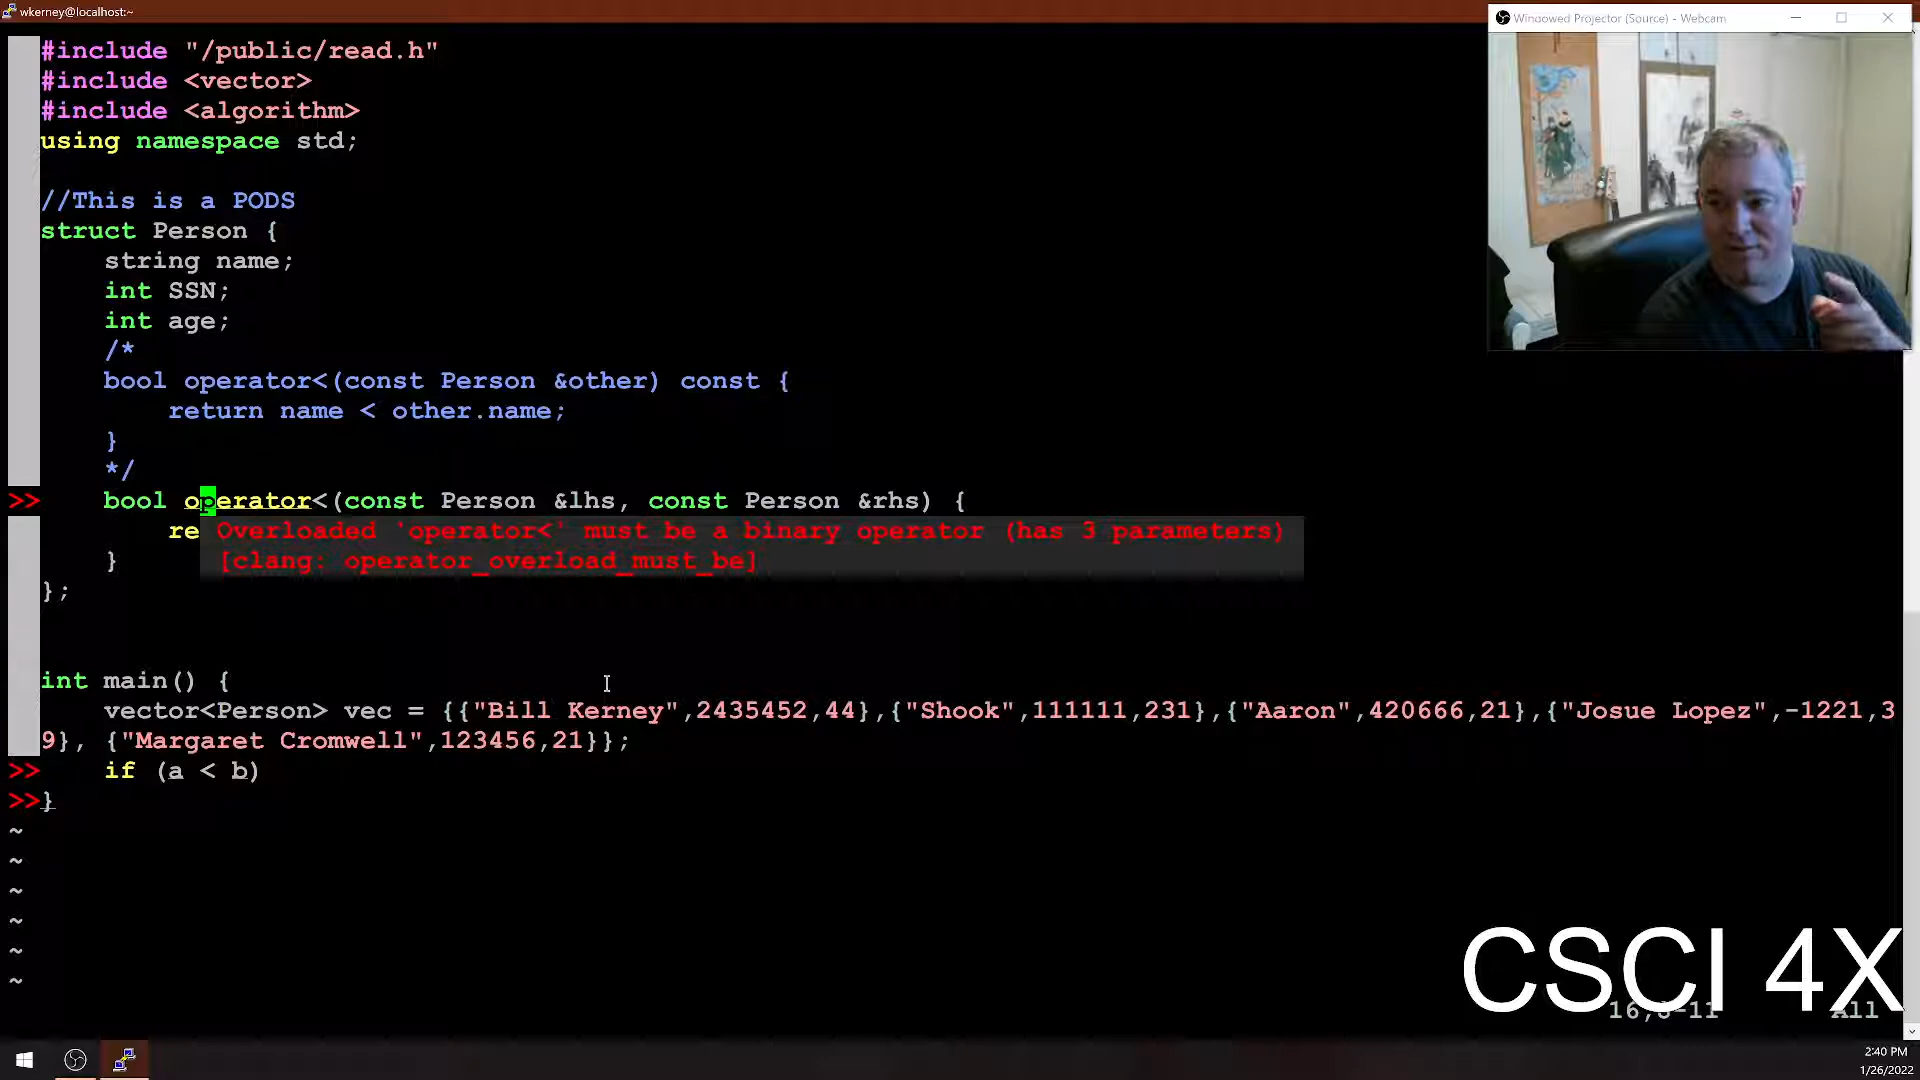 wkerney@localhost:~
Windowed Projector (Source) - Webcam
#include "/public/read.h"
#include <vector>
#include <algorithm>
using namespace std;
//This is a PODS
struct Person {
string name;
int SSN;
int age;
/*
bool operator<(const Person &other) const {
return name < other.name;
}
*/
>> bool operator<(const Person &lhs, const Person &rhs) {
re Overloaded 'operator<' must be a binary operator (has 3 parameters)
} [clang: operator_overload_must_be]
};
int main() {
vector<Person> vec = {{"Bill Kerney",2435452,44},{"Shook",111111,231},{"Aaron",420666,21},{"Josue Lopez",-1221,3
9}, {"Margaret Cromwell",123456,21}};
>> if (a < b)
>>}
~
~
~
~
~
~
CSCI 4X
All
2:40 PM
1/26/2022